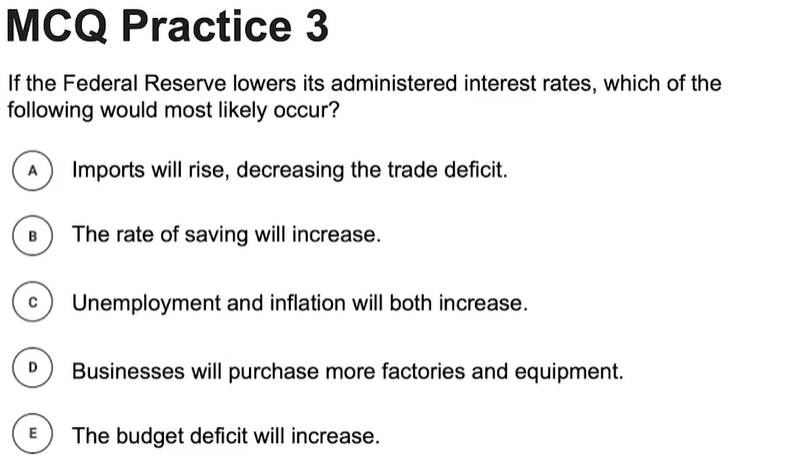 MCQ Practice 3
If the Federal Reserve lowers its administered interest rates, which of the
following would most likely occur?
A Imports will rise, decreasing the trade deficit.
B The rate of saving will increase.
C Unemployment and inflation will both increase.
D Businesses will purchase more factories and equipment.
E The budget deficit will increase.